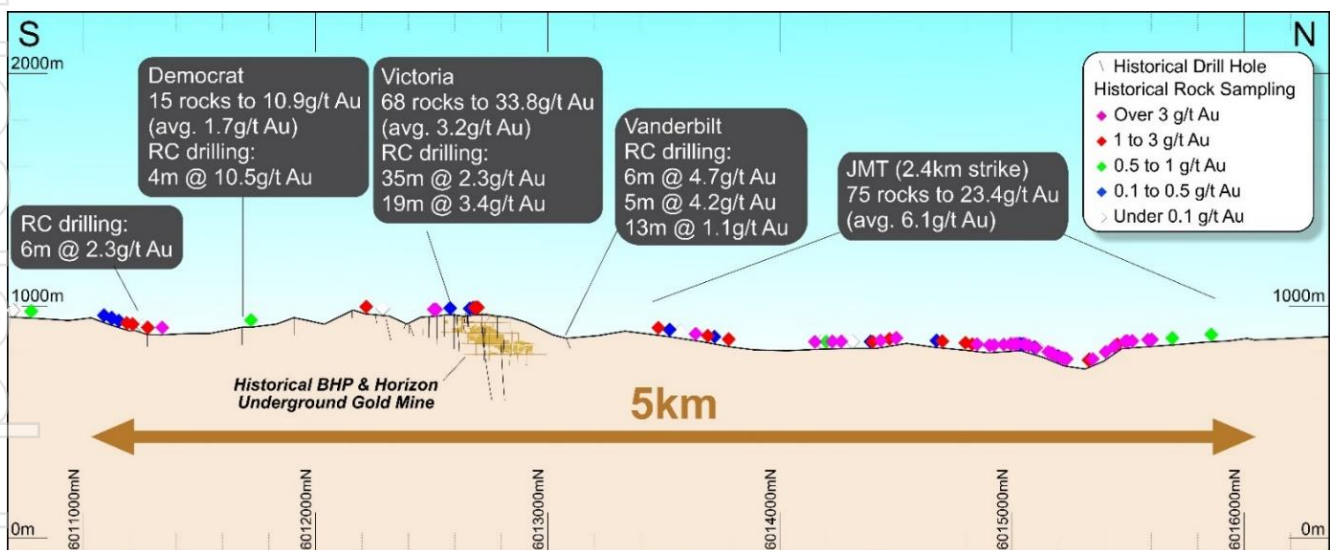 S
N
2000m
Democrat
15 rocks to 10.9g/t Au
(avg. 1.7g/t Au)
RC drilling:
4m @ 10.5g/t Au
Victoria
68 rocks to 33.8g/t Au
(avg. 3.2g/t Au)
RC drilling:
35m @ 2.3g/t Au
19m @ 3.4g/t Au
Vanderbilt
RC drilling:
6m @ 4.7g/t Au
5m @ 4.2g/t Au
13m @ 1.1g/t Au
JMT (2.4km strike)
75 rocks to 23.4g/t Au
(avg. 6.1g/t Au)
Historical Drill Hole
Historical Rock Sampling
Over 3 g/t Au
1 to 3 g/t Au
0.5 to 1 g/t Au
0.1 to 0.5 g/t Au
Under 0.1 g/t Au
RC drilling:
6m @ 2.3g/t Au
1000m
1000m
Historical BHP & Horizon
Underground Gold Mine
5km
0m
6011000mN
6012000mN
6013000mN
6014000mN
6015000mN
6016000mN
0m